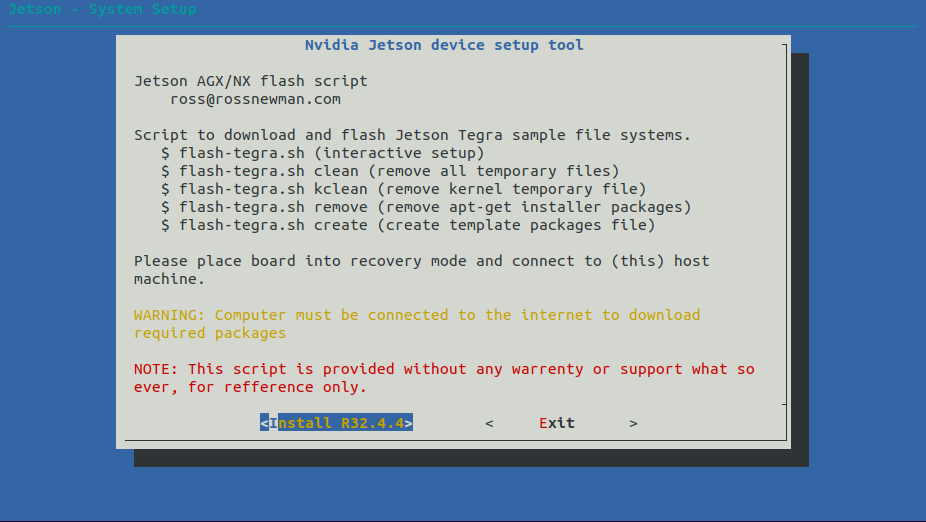 Jetson - System Setup
Nvidia Jetson device setup tool
Jetson AGX/NX flash script
ross@rossnewman.com
Script to download and flash Jetson Tegra sample file systems.
$ flash-tegra.sh (interactive setup)
$ flash-tegra.sh clean (remove all temporary files)
$ flash-tegra.sh kclean (remove kernel temporary file)
$ flash-tegra.sh remove (remove apt-get installer packages)
$ flash-tegra.sh create (create template packages file)
Please place board into recovery mode and connect to (this) host
machine.
WARNING: Computer must be connected to the internet to download
required packages
NOTE: This script is provided without any warrenty or support what so
ever, for refference only.
<Install R32.4.4> < Exit >